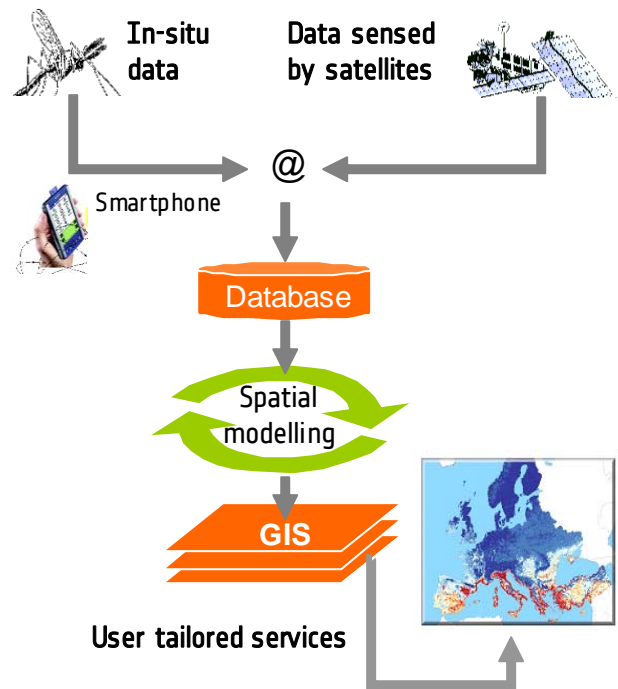 In-situ
data
Data sensed
by satellites
@
Smartphone
Database
Spatial
modelling
GIS
User tailored services